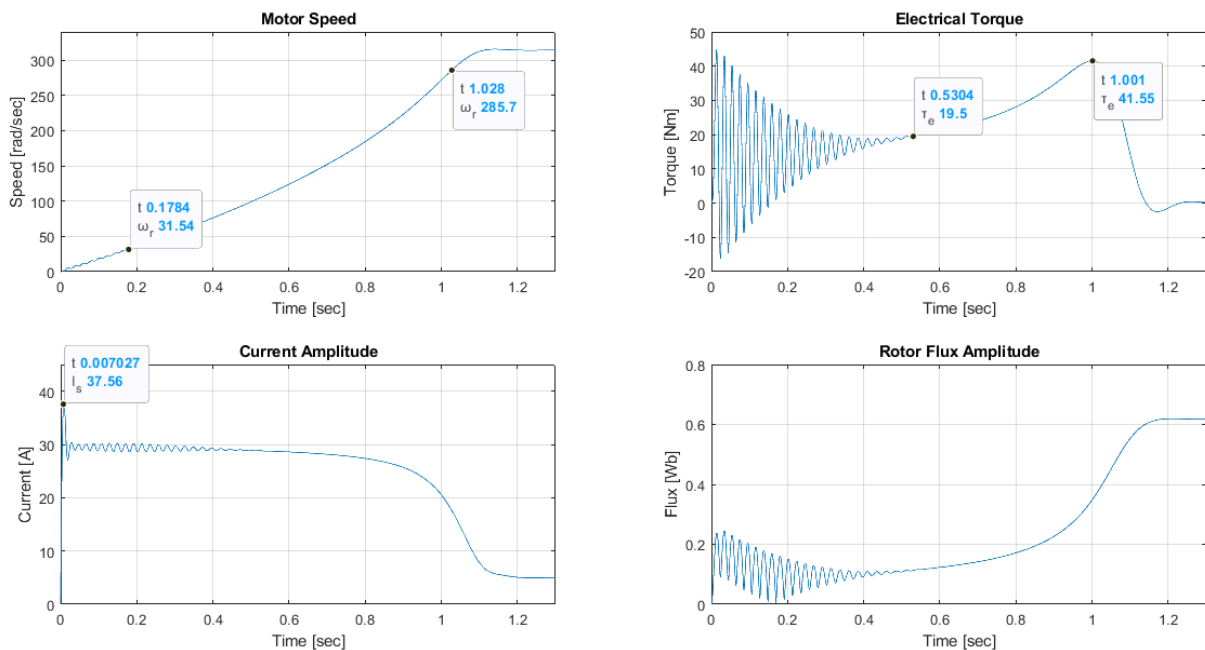 Motor Speed
300
250
200
150
100
50
0
Speed [rad/sec]
t 1.028
ωr 285.7
t 0.1784
ωr 31.54
0 0.2 0.4 0.6 0.8 1 1.2
Time [sec]
Electrical Torque
50
40
30
20
10
0
-10
-20
Torque [Nm]
t 0.5304
τe 19.5
t 1.001
τe 41.55
0 0.2 0.4 0.6 0.8 1 1.2
Time [sec]
Current Amplitude
40
30
20
10
0
Current [A]
t 0.007027
Is 37.56
0 0.2 0.4 0.6 0.8 1 1.2
Time [sec]
Rotor Flux Amplitude
0.8
0.6
0.4
0.2
0
Flux [Wb]
0 0.2 0.4 0.6 0.8 1 1.2
Time [sec]